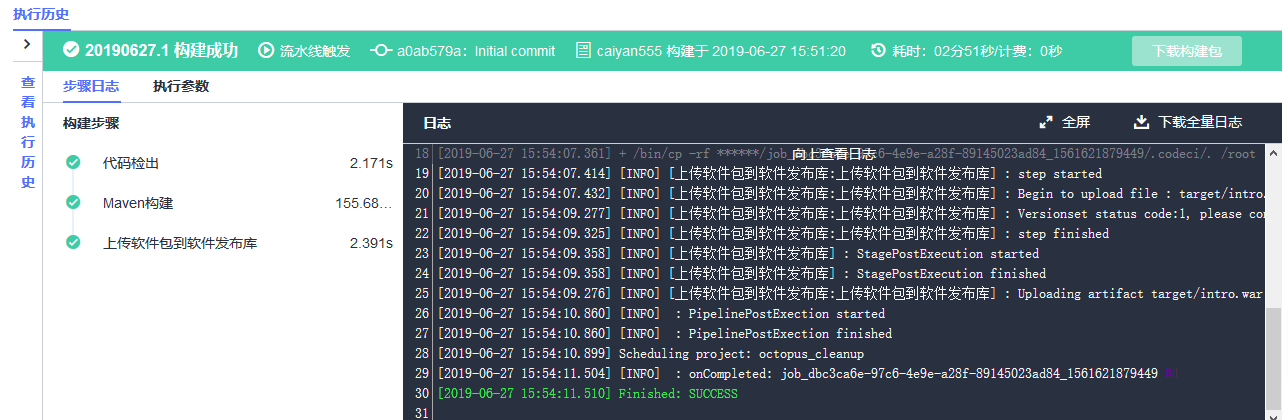 执行历史
20190627.1 构建成功 流水线触发 a0ab579a：Initial commit caiyan555 构建于 2019-06-27 15:51:20 耗时：02分51秒/计费：0秒 下载构建包
查看执行历史
步骤日志 执行参数
构建步骤
代码检出 2.171s
Maven构建 155.68...
上传软件包到软件发布库 2.391s
日志 全屏 下载全量日志
向上查看日志
18 [2019-06-27 15:54:07.361] + /bin/cp -rf ******/job_dbc3ca6e-97c6-4e9e-a28f-89145023ad84_1561621879449/.codeci/. /root
19 [2019-06-27 15:54:07.414] [INFO] [上传软件包到软件发布库:上传软件包到软件发布库] : step started
20 [2019-06-27 15:54:07.432] [INFO] [上传软件包到软件发布库:上传软件包到软件发布库] : Begin to upload file : target/intro.
21 [2019-06-27 15:54:09.277] [INFO] [上传软件包到软件发布库:上传软件包到软件发布库] : Versionset status code:1, please con
22 [2019-06-27 15:54:09.325] [INFO] [上传软件包到软件发布库:上传软件包到软件发布库] : step finished
23 [2019-06-27 15:54:09.358] [INFO] [上传软件包到软件发布库] : StagePostExecution started
24 [2019-06-27 15:54:09.358] [INFO] [上传软件包到软件发布库] : StagePostExecution finished
25 [2019-06-27 15:54:09.276] [INFO] [上传软件包到软件发布库:上传软件包到软件发布库] : Uploading artifact target/intro.war
26 [2019-06-27 15:54:10.860] [INFO] : PipelinePostExection started
27 [2019-06-27 15:54:10.860] [INFO] : PipelinePostExection finished
28 [2019-06-27 15:54:10.899] Scheduling project: octopus_cleanup
29 [2019-06-27 15:54:11.504] [INFO] : onCompleted: job_dbc3ca6e-97c6-4e9e-a28f-89145023ad84_1561621879449
30 [2019-06-27 15:54:11.510] Finished: SUCCESS
31